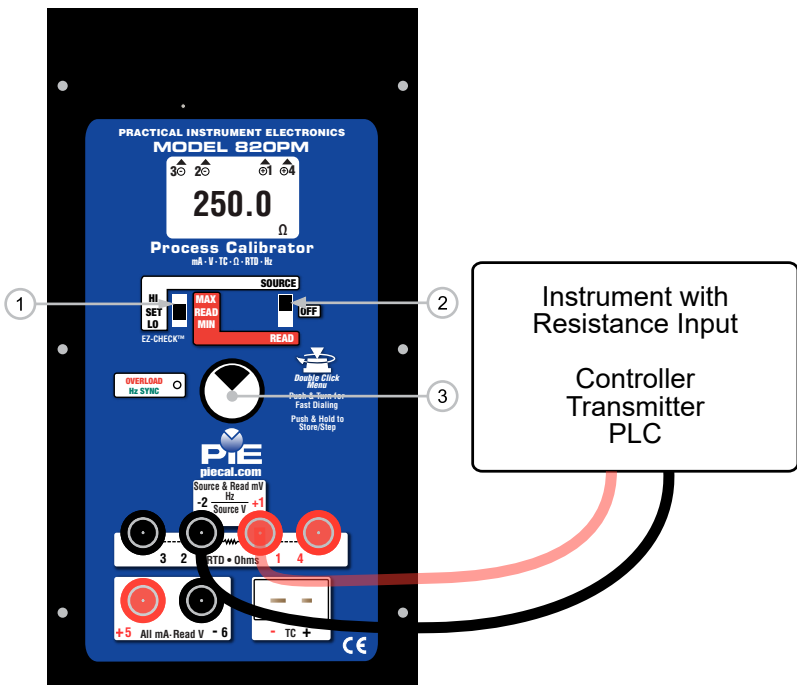 PRACTICAL INSTRUMENT ELECTRONICS
MODEL 820PM
3⊖ 2⊖ ⊕1 ⊕4
250.0
Ω
Process Calibrator
mA · V · TC · Ω · RTD · Hz
SOURCE
HI
SET
LO
MAX
READ
MIN
OFF
READ
EZ-CHECK™
1
2
3
OVERLOAD
Hz SYNC
Double Click
Menu
Push & Turn for
Fast Dialing
Push & Hold to
Store/Step
PIE
piecal.com
Source & Read mV
-2 Hz +1
Source V
3 2 RTD • Ohms 1 4
+5 All mA·Read V - 6
- TC +
CE
Instrument with
Resistance Input
Controller
Transmitter
PLC